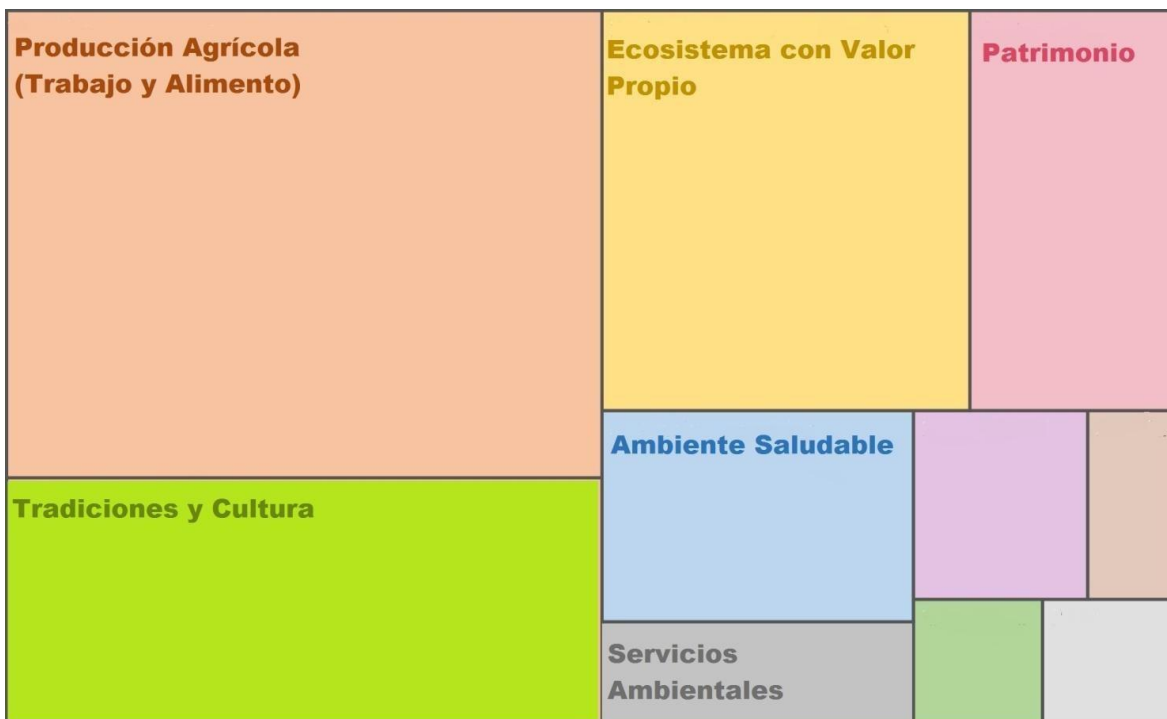 Producción Agrícola
(Trabajo y Alimento)
Ecosistema con Valor
Propio
Patrimonio
Ambiente Saludable
Tradiciones y Cultura
Servicios
Ambientales